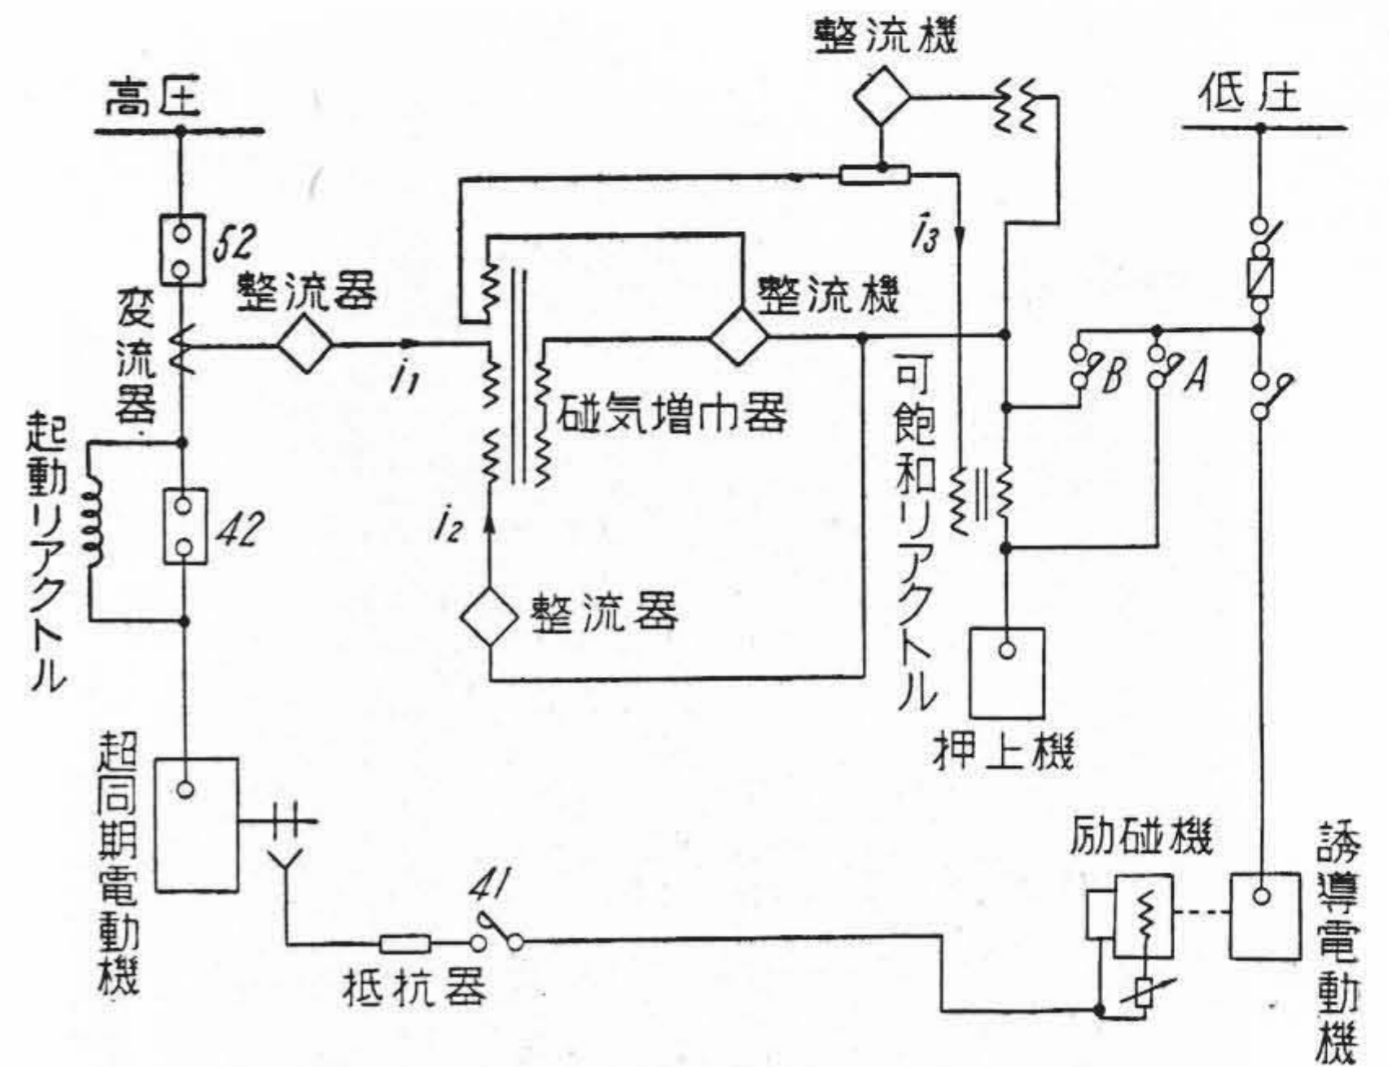 整流機
高圧
低圧
52
整流器
変流器
i1
i3
整流機
磁気増巾器
可飽和リアクトル
B
A
起動リアクトル
42
i2
整流器
押上機
超同期電動機
41
抵抗器
励磁機
誘導電動機